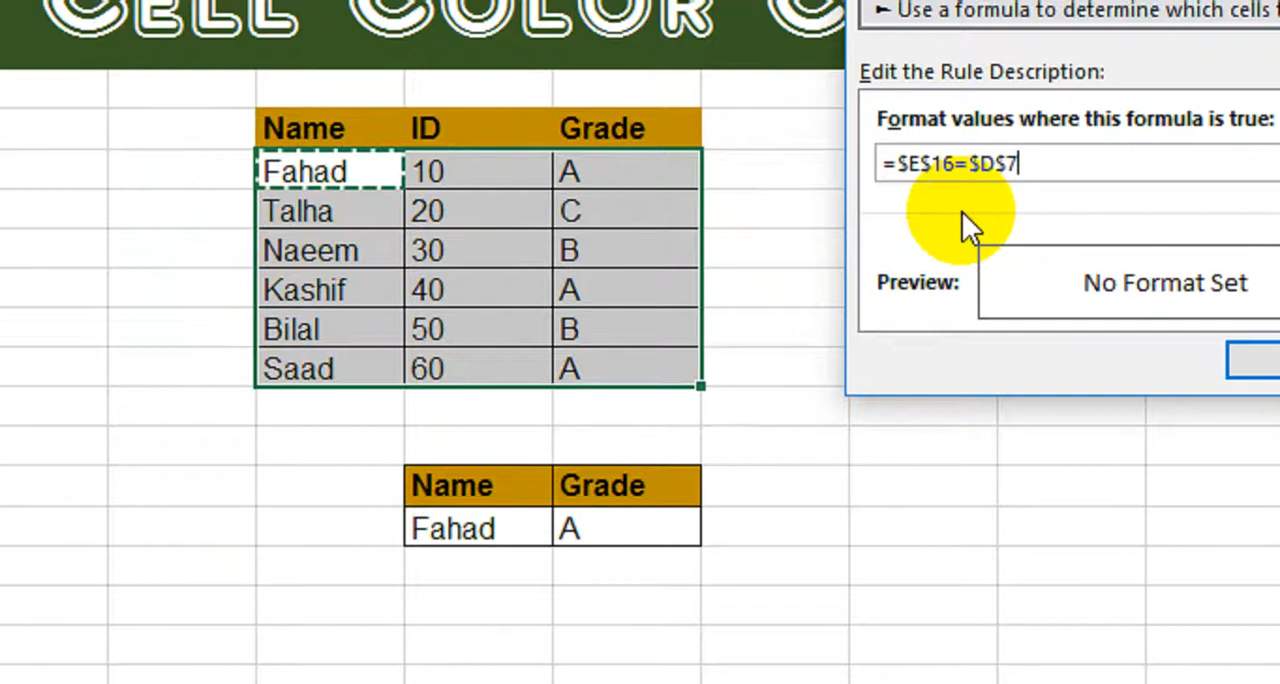 Cell Color C
Use a formula to determine which cells
Edit the Rule Description:
Format values where this formula is true:
=$E$16=$D$7
Preview:
No Format Set
Name ID Grade
Fahad 10 A
Talha 20 C
Naeem 30 B
Kashif 40 A
Bilal 50 B
Saad 60 A
Name Grade
Fahad A